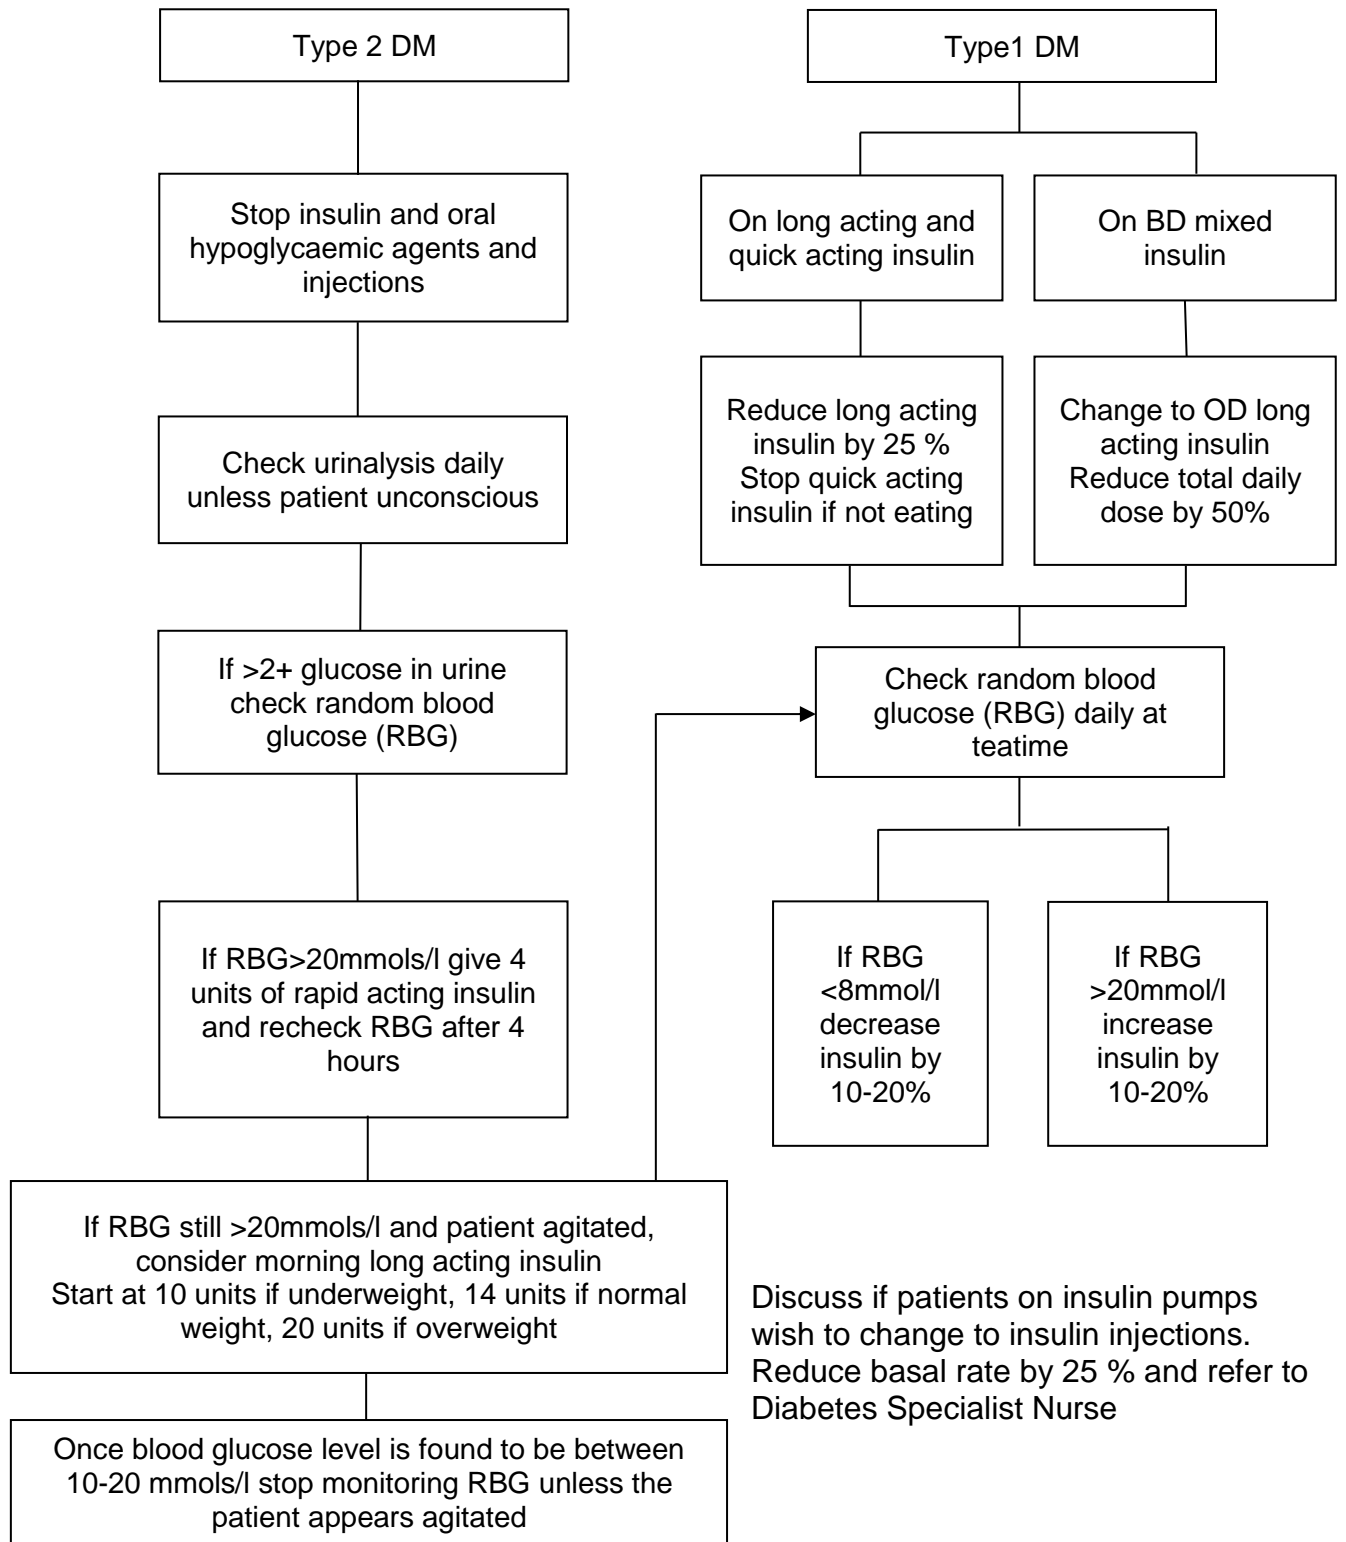 Type 2 DM
Stop insulin and oral
hypoglycaemic agents and
injections
Check urinalysis daily
unless patient unconscious
If >2+ glucose in urine
check random blood
glucose (RBG)
If RBG>20mmols/l give 4
units of rapid acting insulin
and recheck RBG after 4
hours
If RBG still >20mmols/l and patient agitated,
consider morning long acting insulin
Start at 10 units if underweight, 14 units if normal
weight, 20 units if overweight
Once blood glucose level is found to be between
10-20 mmols/l stop monitoring RBG unless the
patient appears agitated
Type1 DM
On long acting and
quick acting insulin
Reduce long acting
insulin by 25 %
Stop quick acting
insulin if not eating
On BD mixed
insulin
Change to OD long
acting insulin
Reduce total daily
dose by 50%
Check random blood
glucose (RBG) daily at
teatime
If RBG
<8mmol/l
decrease
insulin by
10-20%
If RBG
>20mmol/l
increase
insulin by
10-20%
Discuss if patients on insulin pumps
wish to change to insulin injections.
Reduce basal rate by 25 % and refer to
Diabetes Specialist Nurse